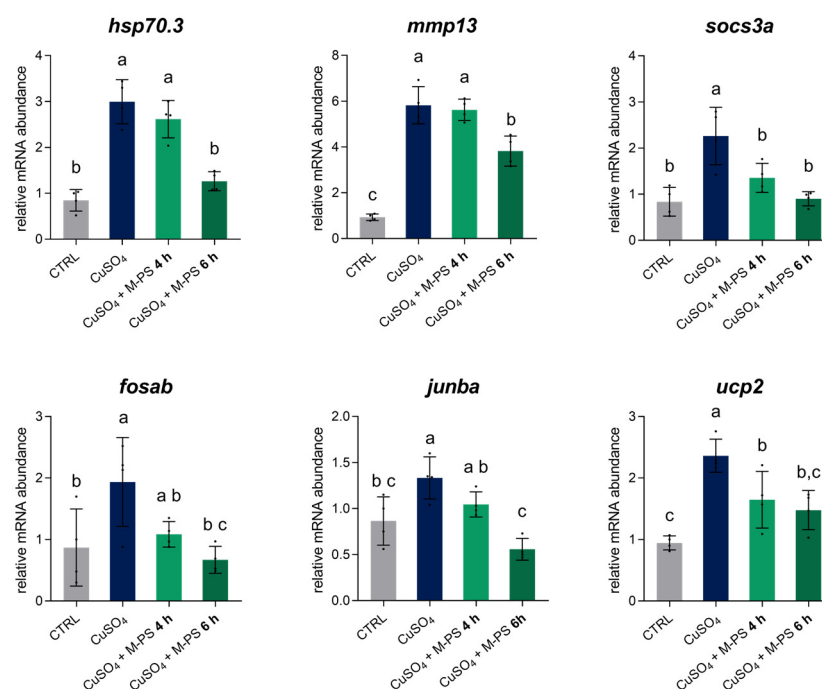 hsp70.3
relative mRNA abundance
4
3
2
1
0
b
a
a
b
CTRL
CuSO₄
CuSO₄ + M-PS 4 h
CuSO₄ + M-PS 6 h
mmp13
relative mRNA abundance
8
6
4
2
0
c
a
a
b
CTRL
CuSO₄
CuSO₄ + M-PS 4 h
CuSO₄ + M-PS 6 h
socs3a
relative mRNA abundance
4
3
2
1
0
b
a
b
b
CTRL
CuSO₄
CuSO₄ + M-PS 4 h
CuSO₄ + M-PS 6 h
fosab
relative mRNA abundance
3
2
1
0
b
a
a b
b c
CTRL
CuSO₄
CuSO₄ + M-PS 4 h
CuSO₄ + M-PS 6 h
junba
relative mRNA abundance
2.0
1.5
1.0
0.5
0.0
b c
a
a b
c
CTRL
CuSO₄
CuSO₄ + M-PS 4 h
CuSO₄ + M-PS 6h
ucp2
relative mRNA abundance
3
2
1
0
c
a
b
b,c
CTRL
CuSO₄
CuSO₄ + M-PS 4 h
CuSO₄ + M-PS 6 h